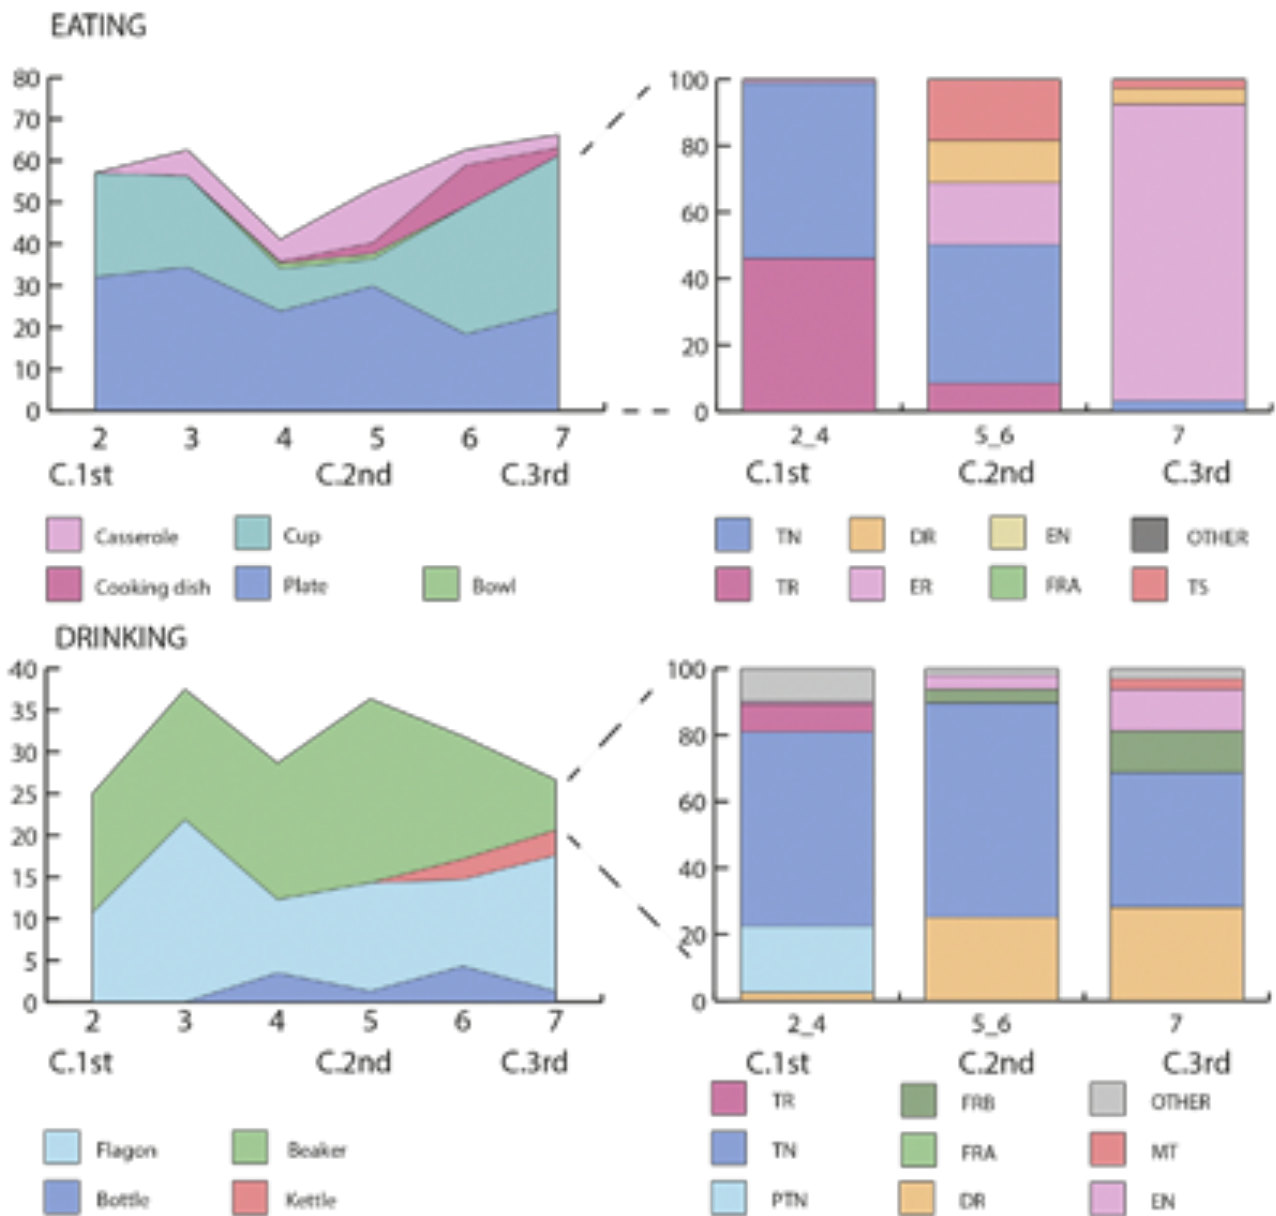 EATING
80
70
60
50
40
30
20
10
0
2 3 4 5 6 7
C.1st C.2nd C.3rd
100
80
60
40
20
0
2_4 5_6 7
C.1st C.2nd C.3rd
Casserole Cup
Cooking dish Plate Bowl
TN DR EN OTHER
TR ER FRA TS
DRINKING
40
35
30
25
20
15
10
5
0
2 3 4 5 6 7
C.1st C.2nd C.3rd
100
80
60
40
20
0
2_4 5_6 7
C.1st C.2nd C.3rd
Flagon Beaker
Bottle Kettle
TR FRB OTHER
TN FRA MT
PTN DR EN